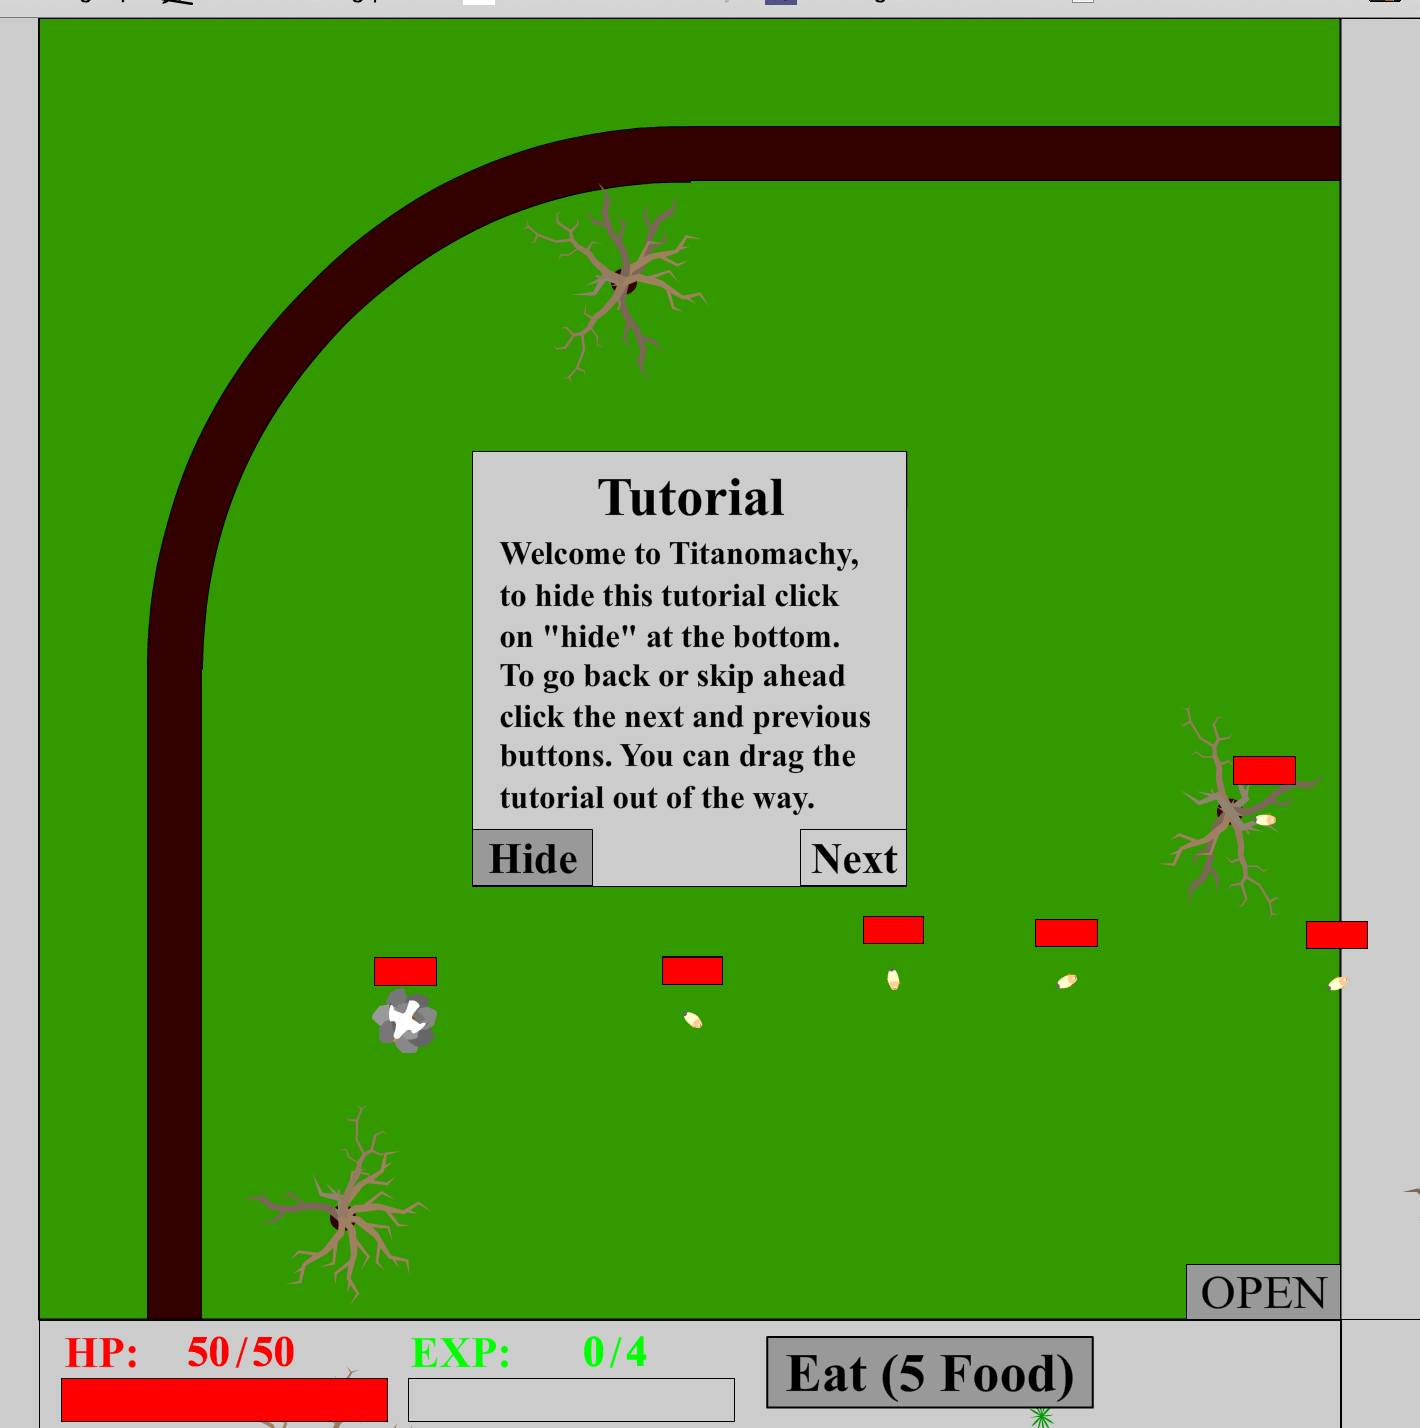 Tutorial
Welcome to Titanomachy,
to hide this tutorial click
on "hide" at the bottom.
To go back or skip ahead
click the next and previous
buttons. You can drag the
tutorial out of the way.
Hide
Next
OPEN
HP: 50/50
EXP: 0/4
Eat (5 Food)